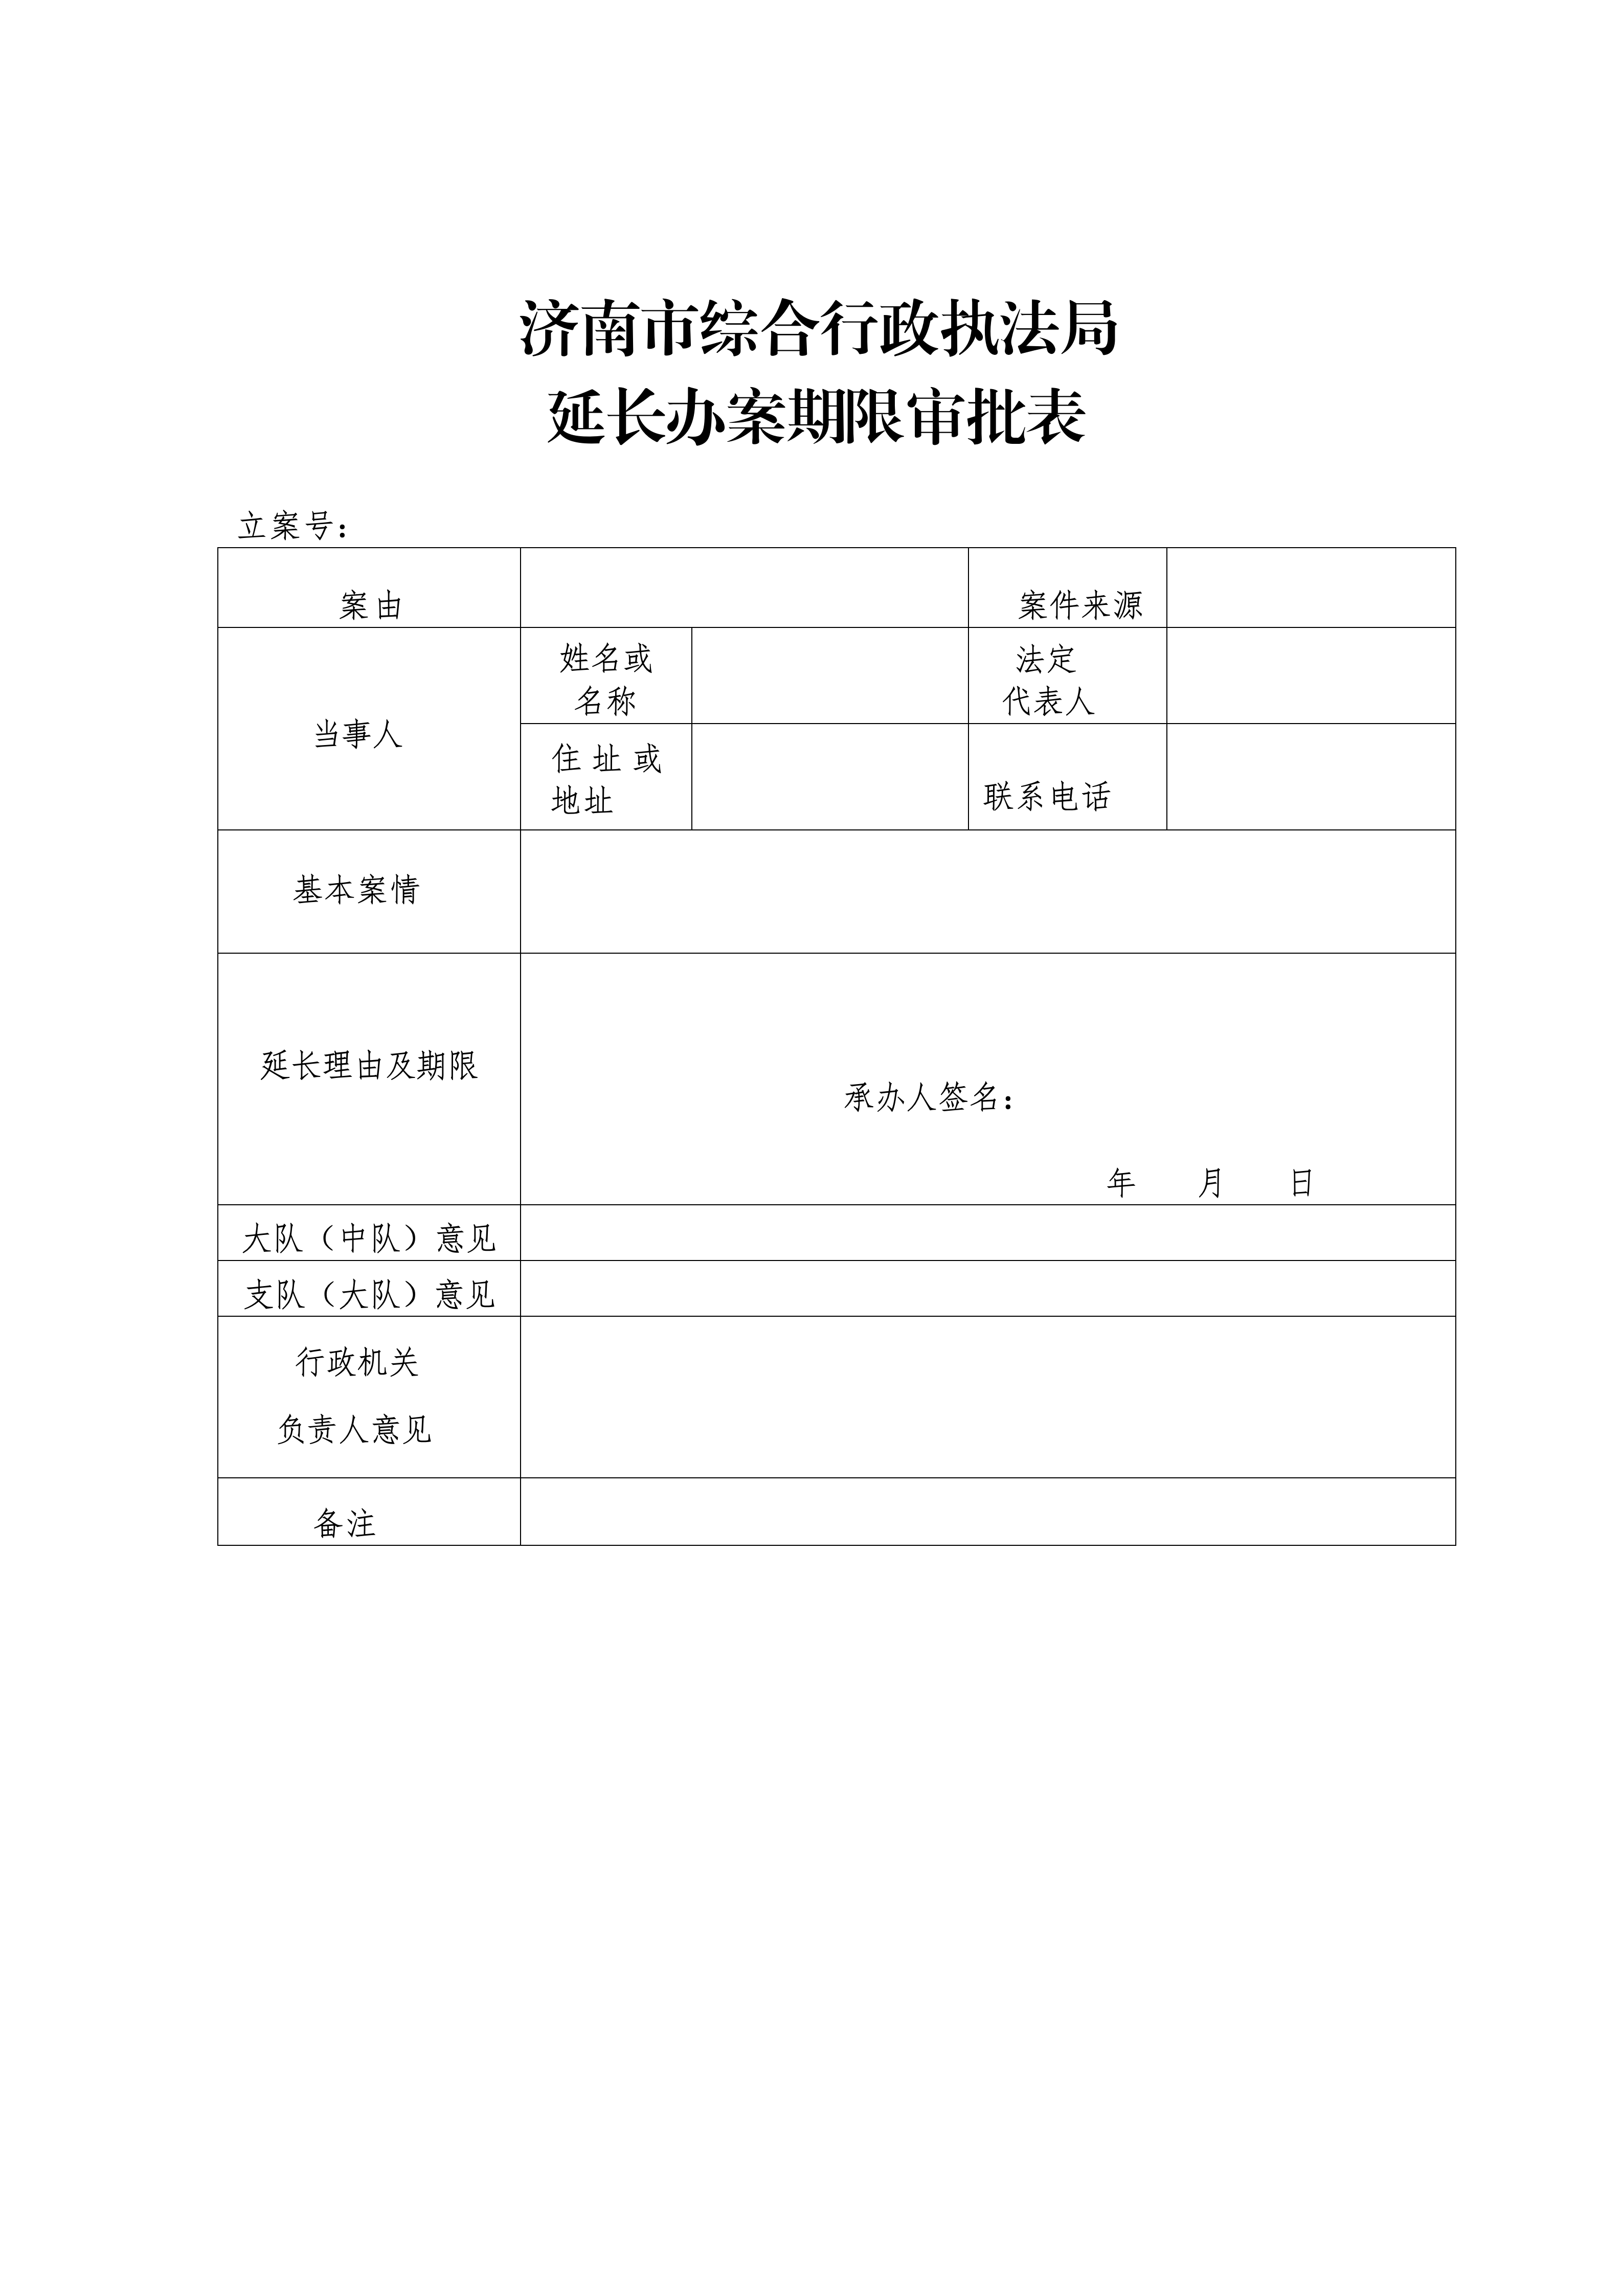 济南市综合行政执法局
延长办案期限审批表
立案号：
案由
案件来源
当事人
姓名或
名称
法定
代表人
住址或
地址
联系电话
基本案情
延长理由及期限
承办人签名：
年 月 日
大队（中队）意见
支队（大队）意见
行政机关
负责人意见
备注